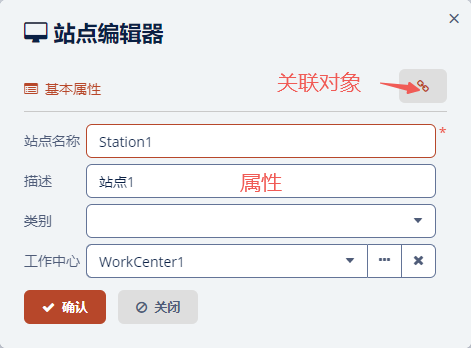 站点编辑器
基本属性
关联对象
站点名称 Station1 *
描述 站点1 属性
类别
工作中心 WorkCenter1
确认 关闭